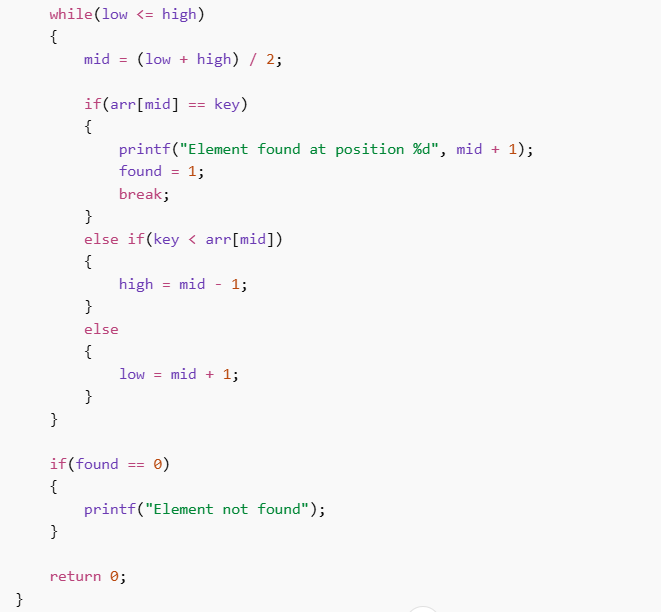 while(low <= high)
{
mid = (low + high) / 2;
if(arr[mid] == key)
{
printf("Element found at position %d", mid + 1);
found = 1;
break;
}
else if(key < arr[mid])
{
high = mid - 1;
}
else
{
low = mid + 1;
}
}
if(found == 0)
{
printf("Element not found");
}
return 0;
}